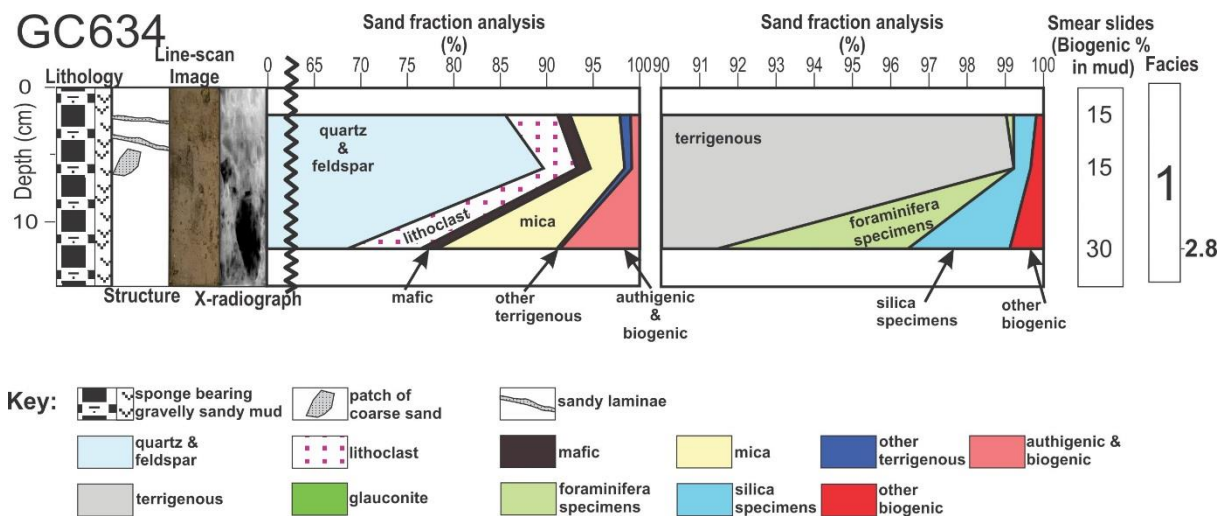 GC634
Lithology
Line-scan
Image
Sand fraction analysis
(%)
Sand fraction analysis
(%)
Smear slides
(Biogenic %
in mud)
Facies
0 65 70 75 80 85 90 95 100
90 91 92 93 94 95 96 97 98 99 100
Depth (cm)
0
10
quartz
&
feldspar
lithoclast
mica
terrigenous
foraminifera
specimens
15
15
30
1
2.8
Structure
X-radiograph
mafic
other
terrigenous
authigenic
&
biogenic
silica
specimens
other
biogenic
Key:
sponge bearing
gravelly sandy mud
patch of
coarse sand
sandy laminae
quartz &
feldspar
lithoclast
mafic
mica
other
terrigenous
authigenic &
biogenic
terrigenous
glauconite
foraminifera
specimens
silica
specimens
other
biogenic